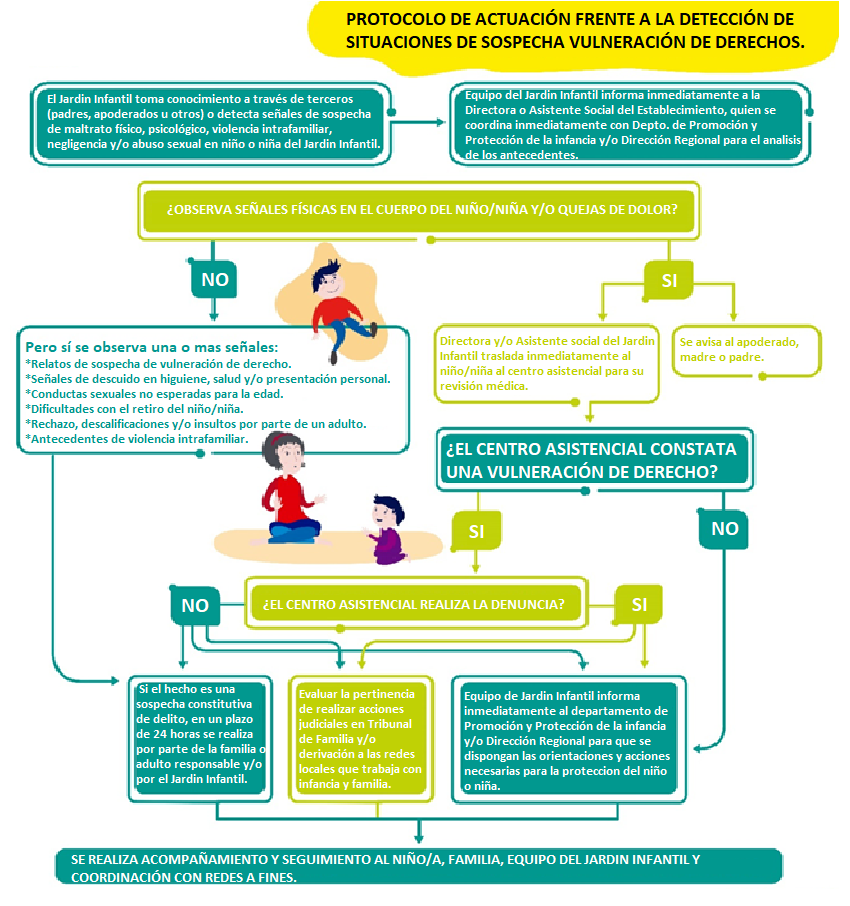 PROTOCOLO DE ACTUACIÓN FRENTE A LA DETECCIÓN DE
SITUACIONES DE SOSPECHA VULNERACIÓN DE DERECHOS.
El Jardin Infantil toma conocimiento a través de terceros
(padres, apoderados u otros) o detecta señales de sospecha
de maltrato físico, psicológico, violencia intrafamiliar,
negligencia y/o abuso sexual en niño o niña del Jardin Infantil.
Equipo del Jardin Infantil informa inmediatamente a la
Directora o Asistente Social del Establecimiento, quien se
coordina inmediatamente con Depto. de Promoción y
Protección de la infancia y/o Dirección Regional para el analisis
de los antecedentes.
¿OBSERVA SEÑALES FÍSICAS EN EL CUERPO DEL NIÑO/NIÑA Y/O QUEJAS DE DOLOR?
NO
SI
Pero sí se observa una o mas señales:
*Relatos de sospecha de vulneración de derecho.
*Señales de descuido en higuiene, salud y/o presentación personal.
*Conductas sexuales no esperadas para la edad.
*Dificultades con el retiro del niño/niña.
*Rechazo, descalificaciones y/o insultos por parte de un adulto.
*Antecedentes de violencia intrafamiliar.
Directora y/o Asistente social del Jardin
Infantil traslada inmediatamente al
niño/niña al centro asistencial para su
revisión médica.
Se avisa al apoderado,
madre o padre.
¿EL CENTRO ASISTENCIAL CONSTATA
UNA VULNERACIÓN DE DERECHO?
SI
NO
¿EL CENTRO ASISTENCIAL REALIZA LA DENUNCIA?
NO
SI
Si el hecho es una
sospecha constitutiva
de delito, en un plazo
de 24 horas se realiza
por parte de la familia o
adulto responsable y/o
por el Jardin Infantil.
Evaluar la pertinencia
de realizar acciones
judiciales en Tribunal
de Familia y/o
derivación a las redes
locales que trabaja con
infancia y familia.
Equipo de Jardin Infantil informa
inmediatamente al departamento de
Promoción y Protección de la infancia
y/o Dirección Regional para que se
dispongan las orientaciones y acciones
necesarias para la proteccion del niño
o niña.
SE REALIZA ACOMPAÑAMIENTO Y SEGUIMIENTO AL NIÑO/A, FAMILIA, EQUIPO DEL JARDIN INFANTIL Y
COORDINACIÓN CON REDES A FINES.